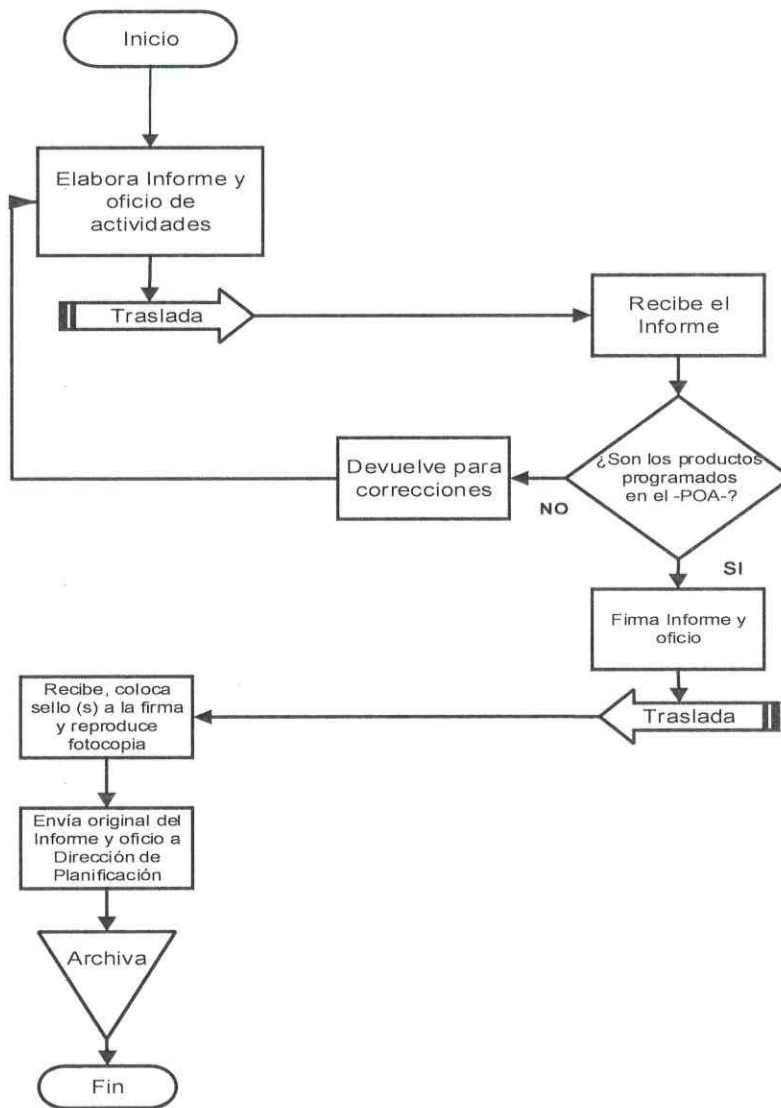 Inicio
Elabora Informe y
oficio de
actividades
Traslada
Recibe el
Informe
¿Son los productos
programados
en el -POA-?
Devuelve para
correcciones
NO
SI
Firma Informe y
oficio
Traslada
Recibe, coloca
sello (s) a la firma
y reproduce
fotocopia
Envía original del
Informe y oficio a
Dirección de
Planificación
Archiva
Fin